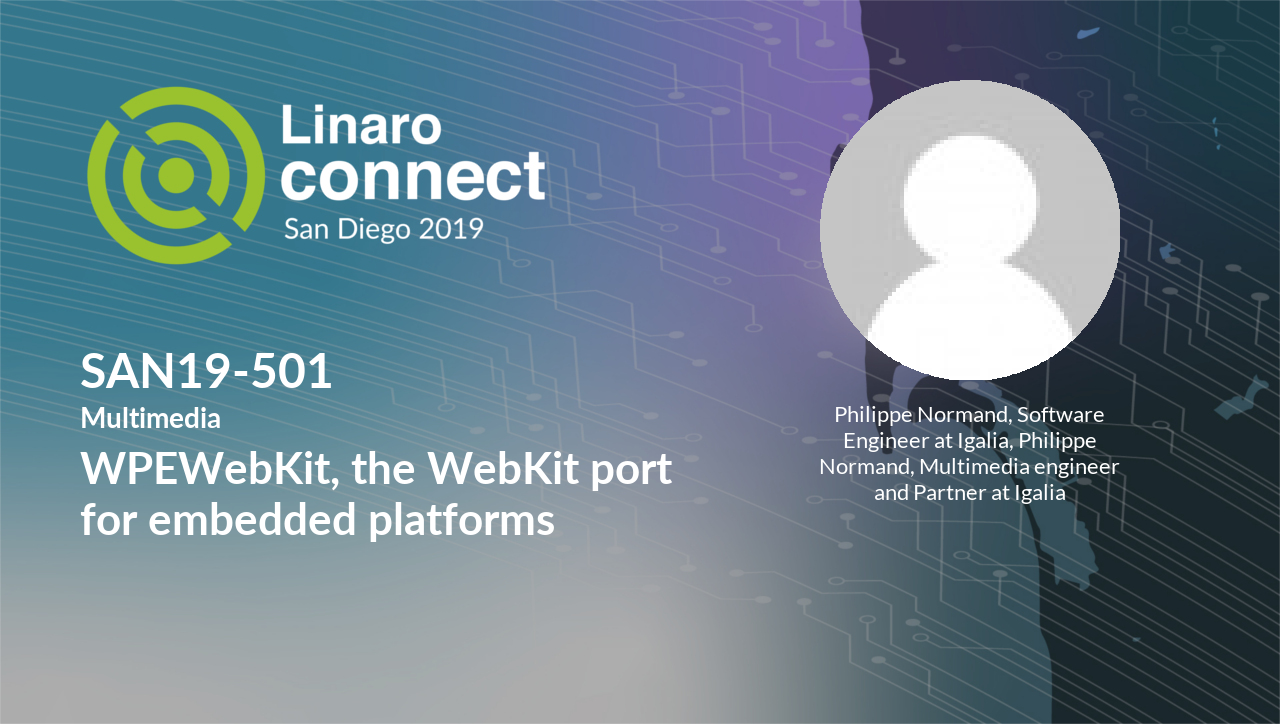 Linaro
connect
San Diego 2019
SAN19-501
Multimedia
WPEWebKit, the WebKit port
for embedded platforms
Philippe Normand, Software
Engineer at Igalia, Philippe
Normand, Multimedia engineer
and Partner at Igalia